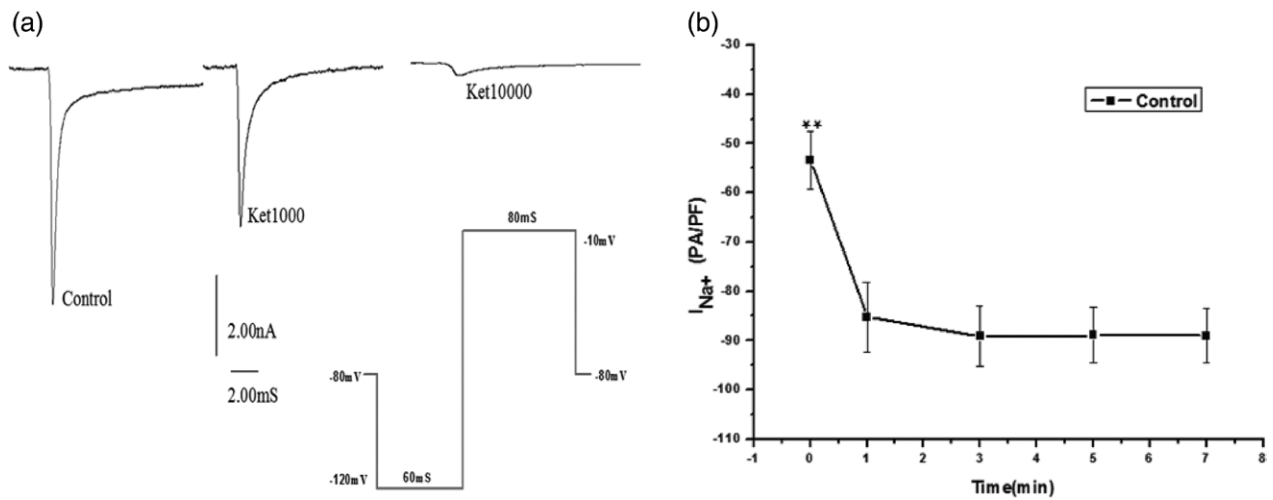 (a)
Control
Ket1000
Ket10000
2.00nA
2.00mS
80mS
-10mV
-80mV
-80mV
-120mV
60mS
(b)
-30
-40
-50
-60
-70
-80
-90
-100
-110
INa+ (PA/PF)
**
Control
-1 0 1 2 3 4 5 6 7 8
Time(min)